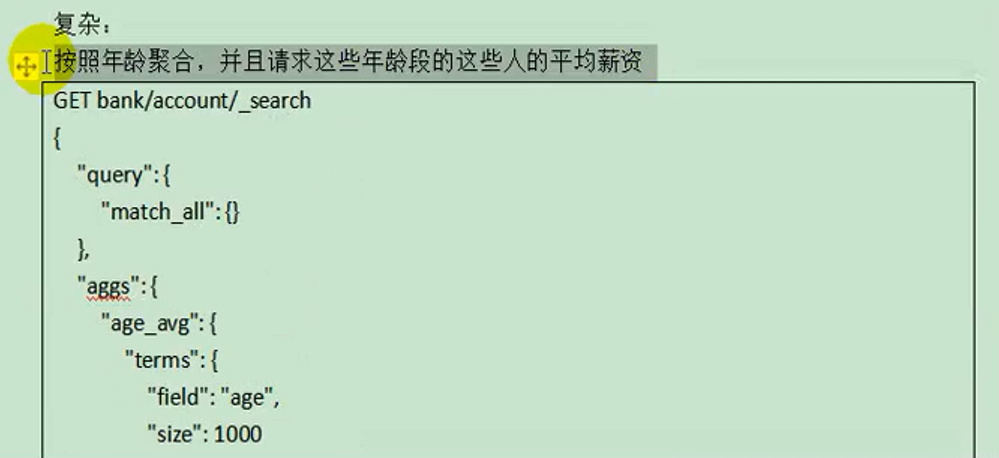 复杂：
按照年龄聚合，并且请求这些年龄段的这些人的平均薪资
GET bank/account/_search
{
"query": {
"match_all": {}
},
"aggs": {
"age_avg": {
"terms": {
"field": "age",
"size": 1000